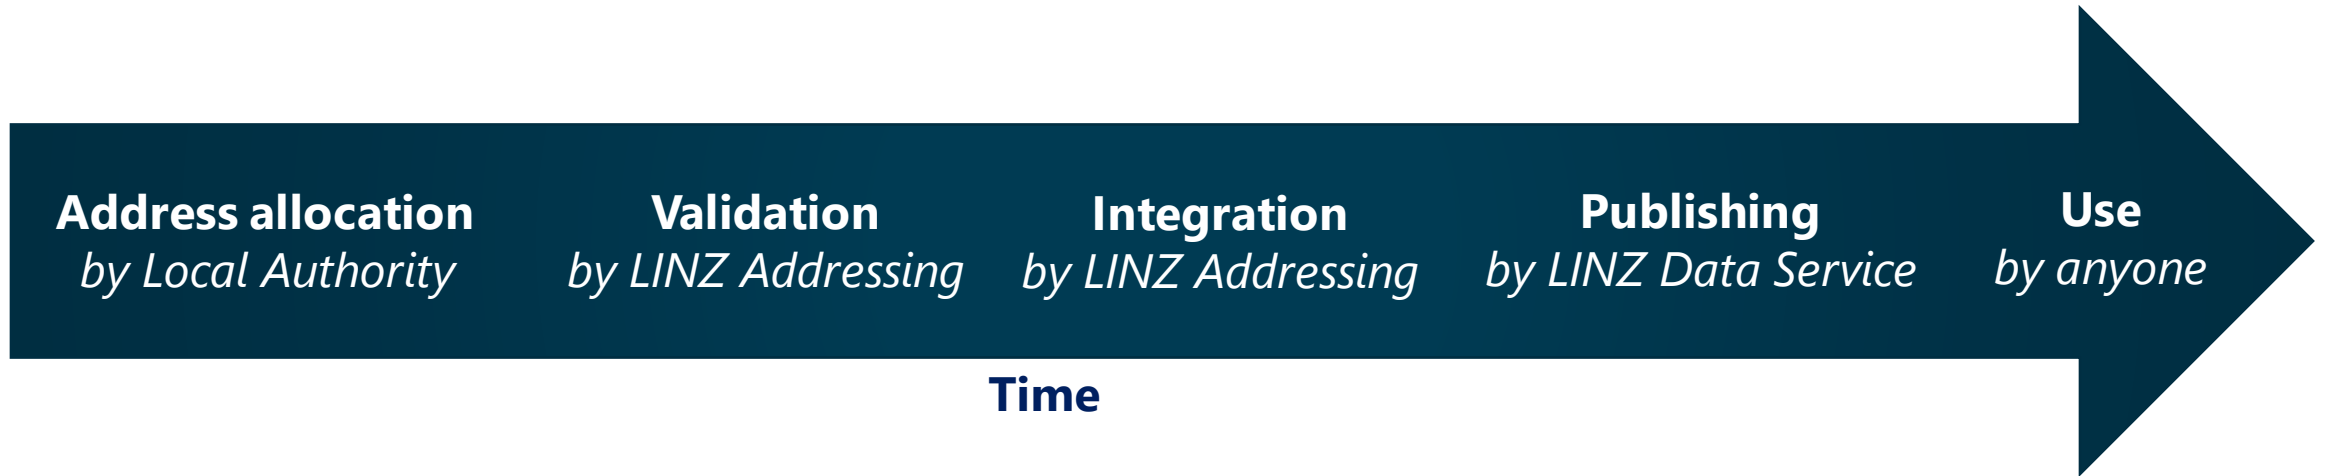 Address allocation
by Local Authority
Validation
by LINZ Addressing
Integration
by LINZ Addressing
Publishing
by LINZ Data Service
Use
by anyone
Time